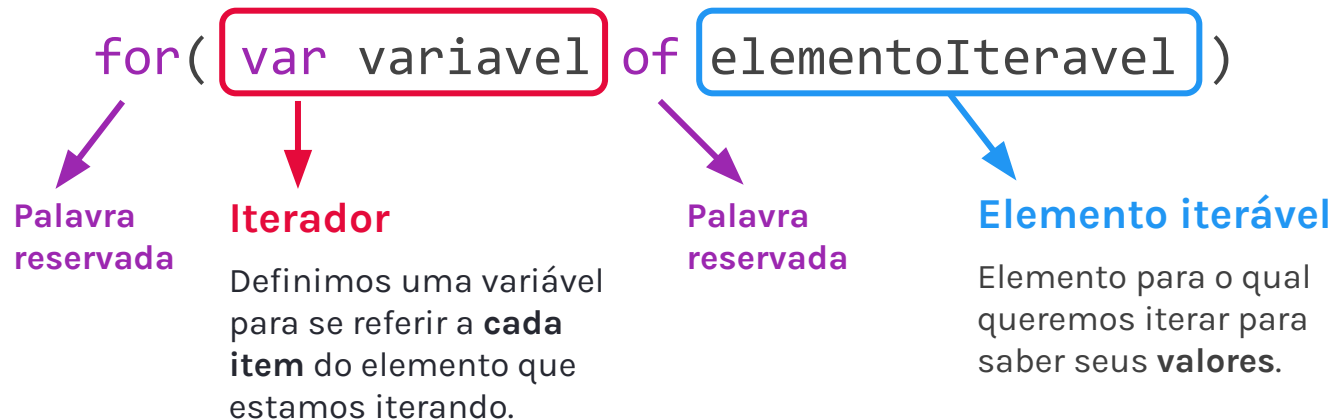 for( var variavel of elementoIteravel )
Palavra
reservada
Iterador
Definimos uma variável
para se referir a cada
item do elemento que
estamos iterando.
Palavra
reservada
Elemento iterável
Elemento para o qual
queremos iterar para
saber seus valores.